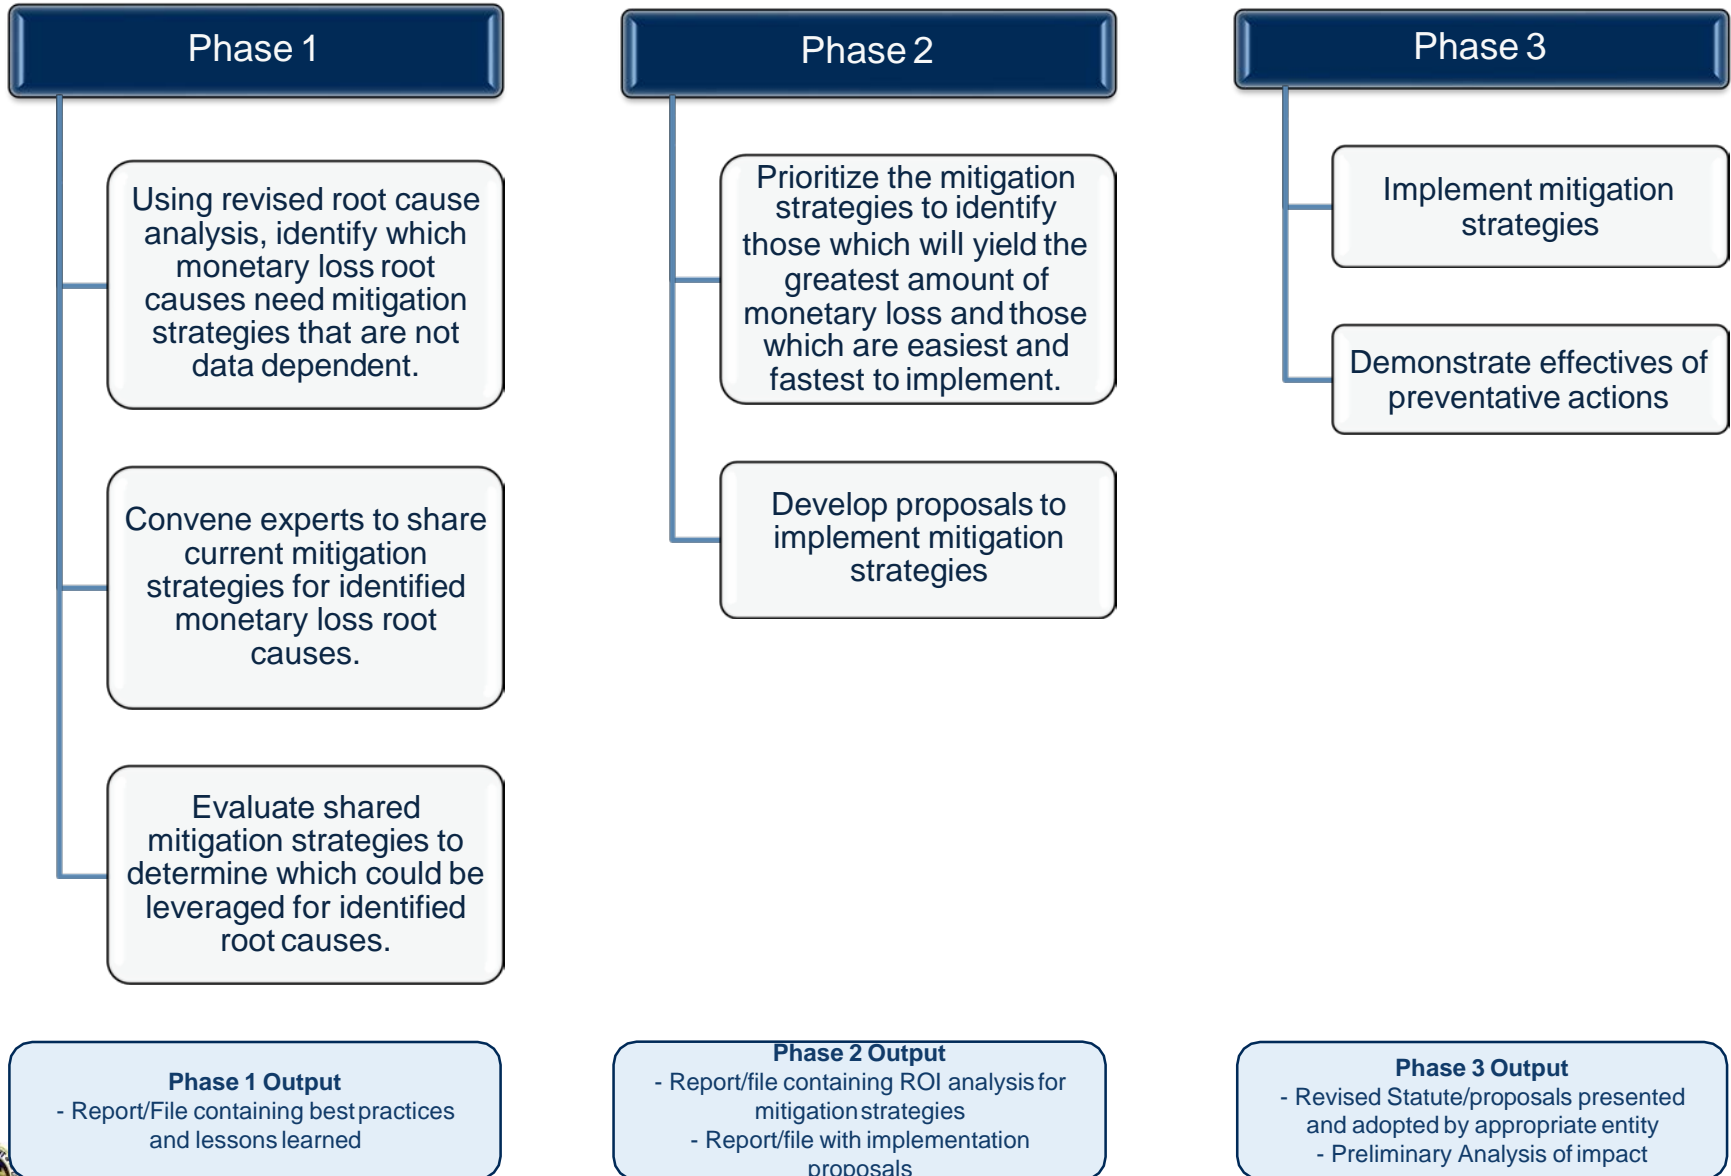 Phase 1
Using revised root cause
analysis, identify which
monetary loss root
causes need mitigation
strategies that are not
data dependent.
Convene experts to share
current mitigation
strategies for identified
monetary loss root
causes.
Evaluate shared
mitigation strategies to
determine which could be
leveraged for identified
root causes.
Phase 1 Output
- Report/File containing best practices
and lessons learned
Phase 2
Prioritize the mitigation
strategies to identify
those which will yield the
greatest amount of
monetary loss and those
which are easiest and
fastest to implement.
Develop proposals to
implement mitigation
strategies
Phase 2 Output
- Report/file containing ROI analysis for
mitigation strategies
- Report/file with implementation
proposals
Phase 3
Implement mitigation
strategies
Demonstrate effectives of
preventative actions
Phase 3 Output
- Revised Statute/proposals presented
and adopted by appropriate entity
- Preliminary Analysis of impact